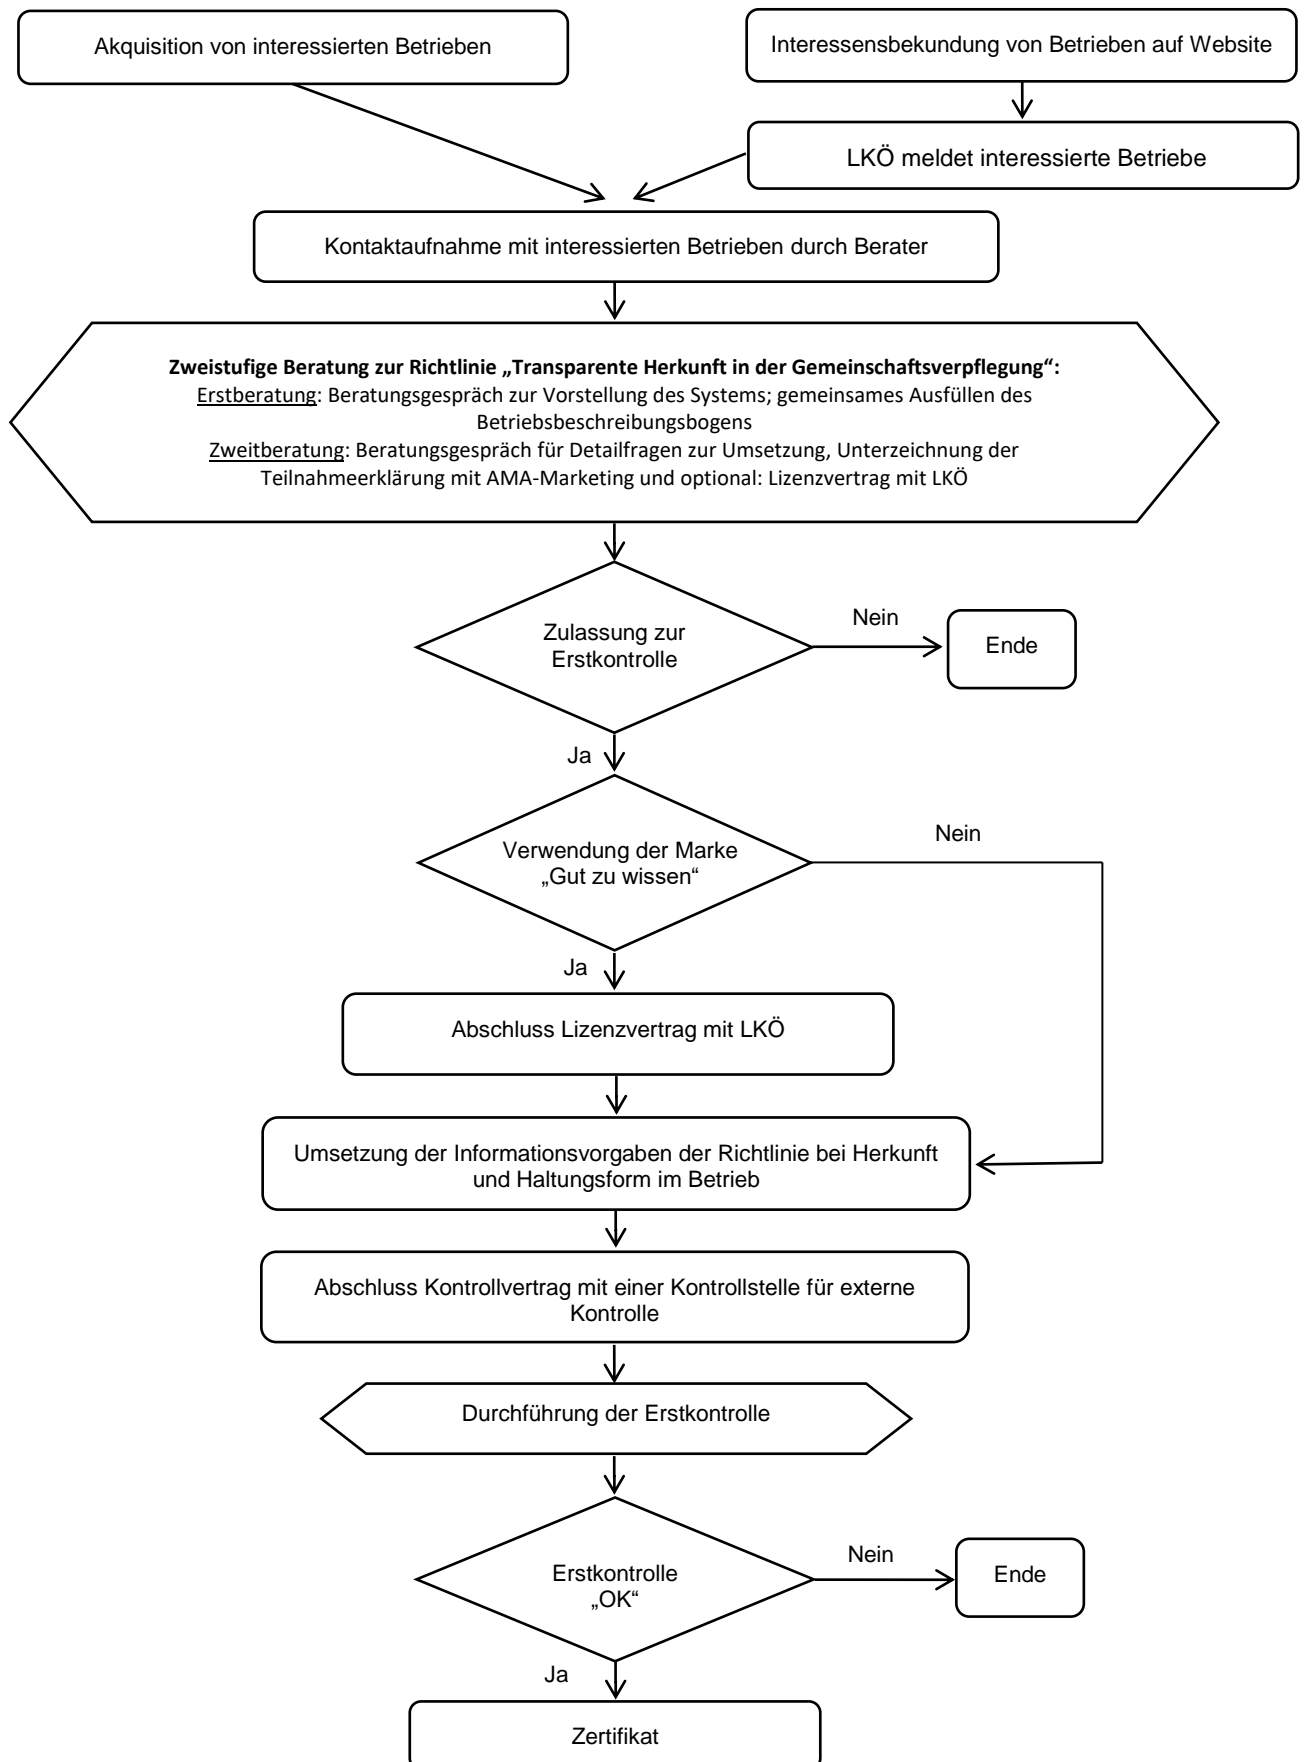 Akquisition von interessierten Betrieben
Interessensbekundung von Betrieben auf Website
LKÖ meldet interessierte Betriebe
Kontaktaufnahme mit interessierten Betrieben durch Berater
Zweistufige Beratung zur Richtlinie „Transparente Herkunft in der Gemeinschaftsverpflegung“:
Erstberatung: Beratungsgespräch zur Vorstellung des Systems; gemeinsames Ausfüllen des
Betriebsbeschreibungsbogens
Zweitberatung: Beratungsgespräch für Detailfragen zur Umsetzung, Unterzeichnung der
Teilnahmeerklärung mit AMA-Marketing und optional: Lizenzvertrag mit LKÖ
Zulassung zur
Erstkontrolle
Nein
Ende
Ja
Verwendung der Marke
„Gut zu wissen“
Nein
Ja
Abschluss Lizenzvertrag mit LKÖ
Umsetzung der Informationsvorgaben der Richtlinie bei Herkunft
und Haltungsform im Betrieb
Abschluss Kontrollvertrag mit einer Kontrollstelle für externe
Kontrolle
Durchführung der Erstkontrolle
Erstkontrolle
„OK“
Nein
Ende
Ja
Zertifikat